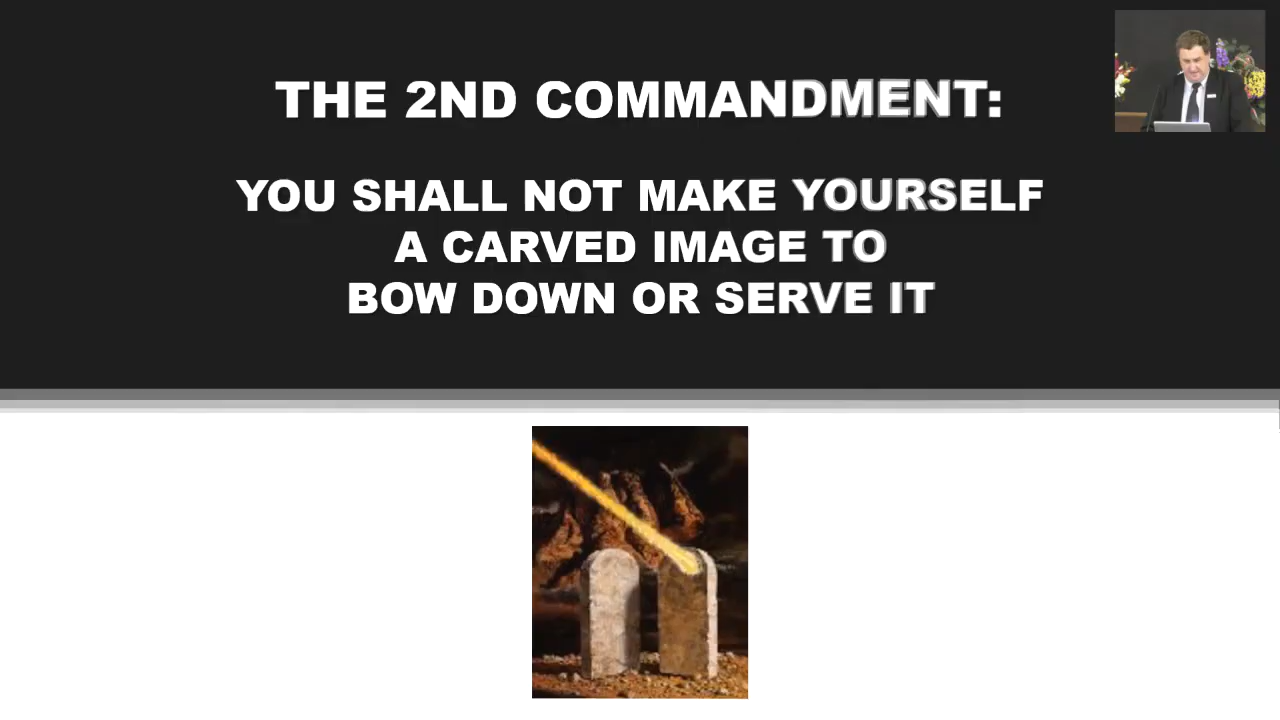 THE 2ND COMMANDMENT:
YOU SHALL NOT MAKE YOURSELF
A CARVED IMAGE TO
BOW DOWN OR SERVE IT